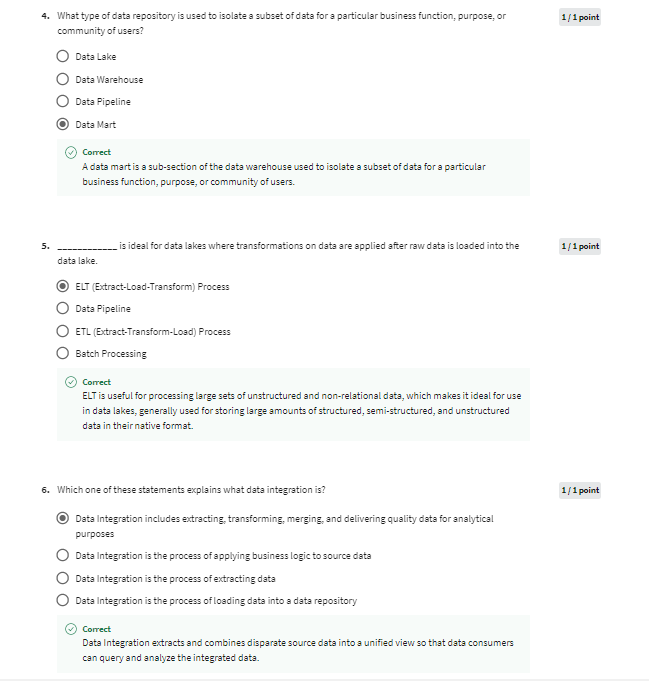 4. What type of data repository is used to isolate a subset of data for a particular business function, purpose, or 1 / 1 point
community of users?
Data Lake
Data Warehouse
Data Pipeline
Data Mart
Correct
A data mart is a sub-section of the data warehouse used to isolate a subset of data for a particular
business function, purpose, or community of users.
5. ____________ is ideal for data lakes where transformations on data are applied after raw data is loaded into the 1 / 1 point
data lake.
ELT (Extract-Load-Transform) Process
Data Pipeline
ETL (Extract-Transform-Load) Process
Batch Processing
Correct
ELT is useful for processing large sets of unstructured and non-relational data, which makes it ideal for use
in data lakes, generally used for storing large amounts of structured, semi-structured, and unstructured
data in their native format.
6. Which one of these statements explains what data integration is? 1 / 1 point
Data Integration includes extracting, transforming, merging, and delivering quality data for analytical
purposes
Data Integration is the process of applying business logic to source data
Data Integration is the process of extracting data
Data Integration is the process of loading data into a data repository
Correct
Data Integration extracts and combines disparate source data into a unified view so that data consumers
can query and analyze the integrated data.